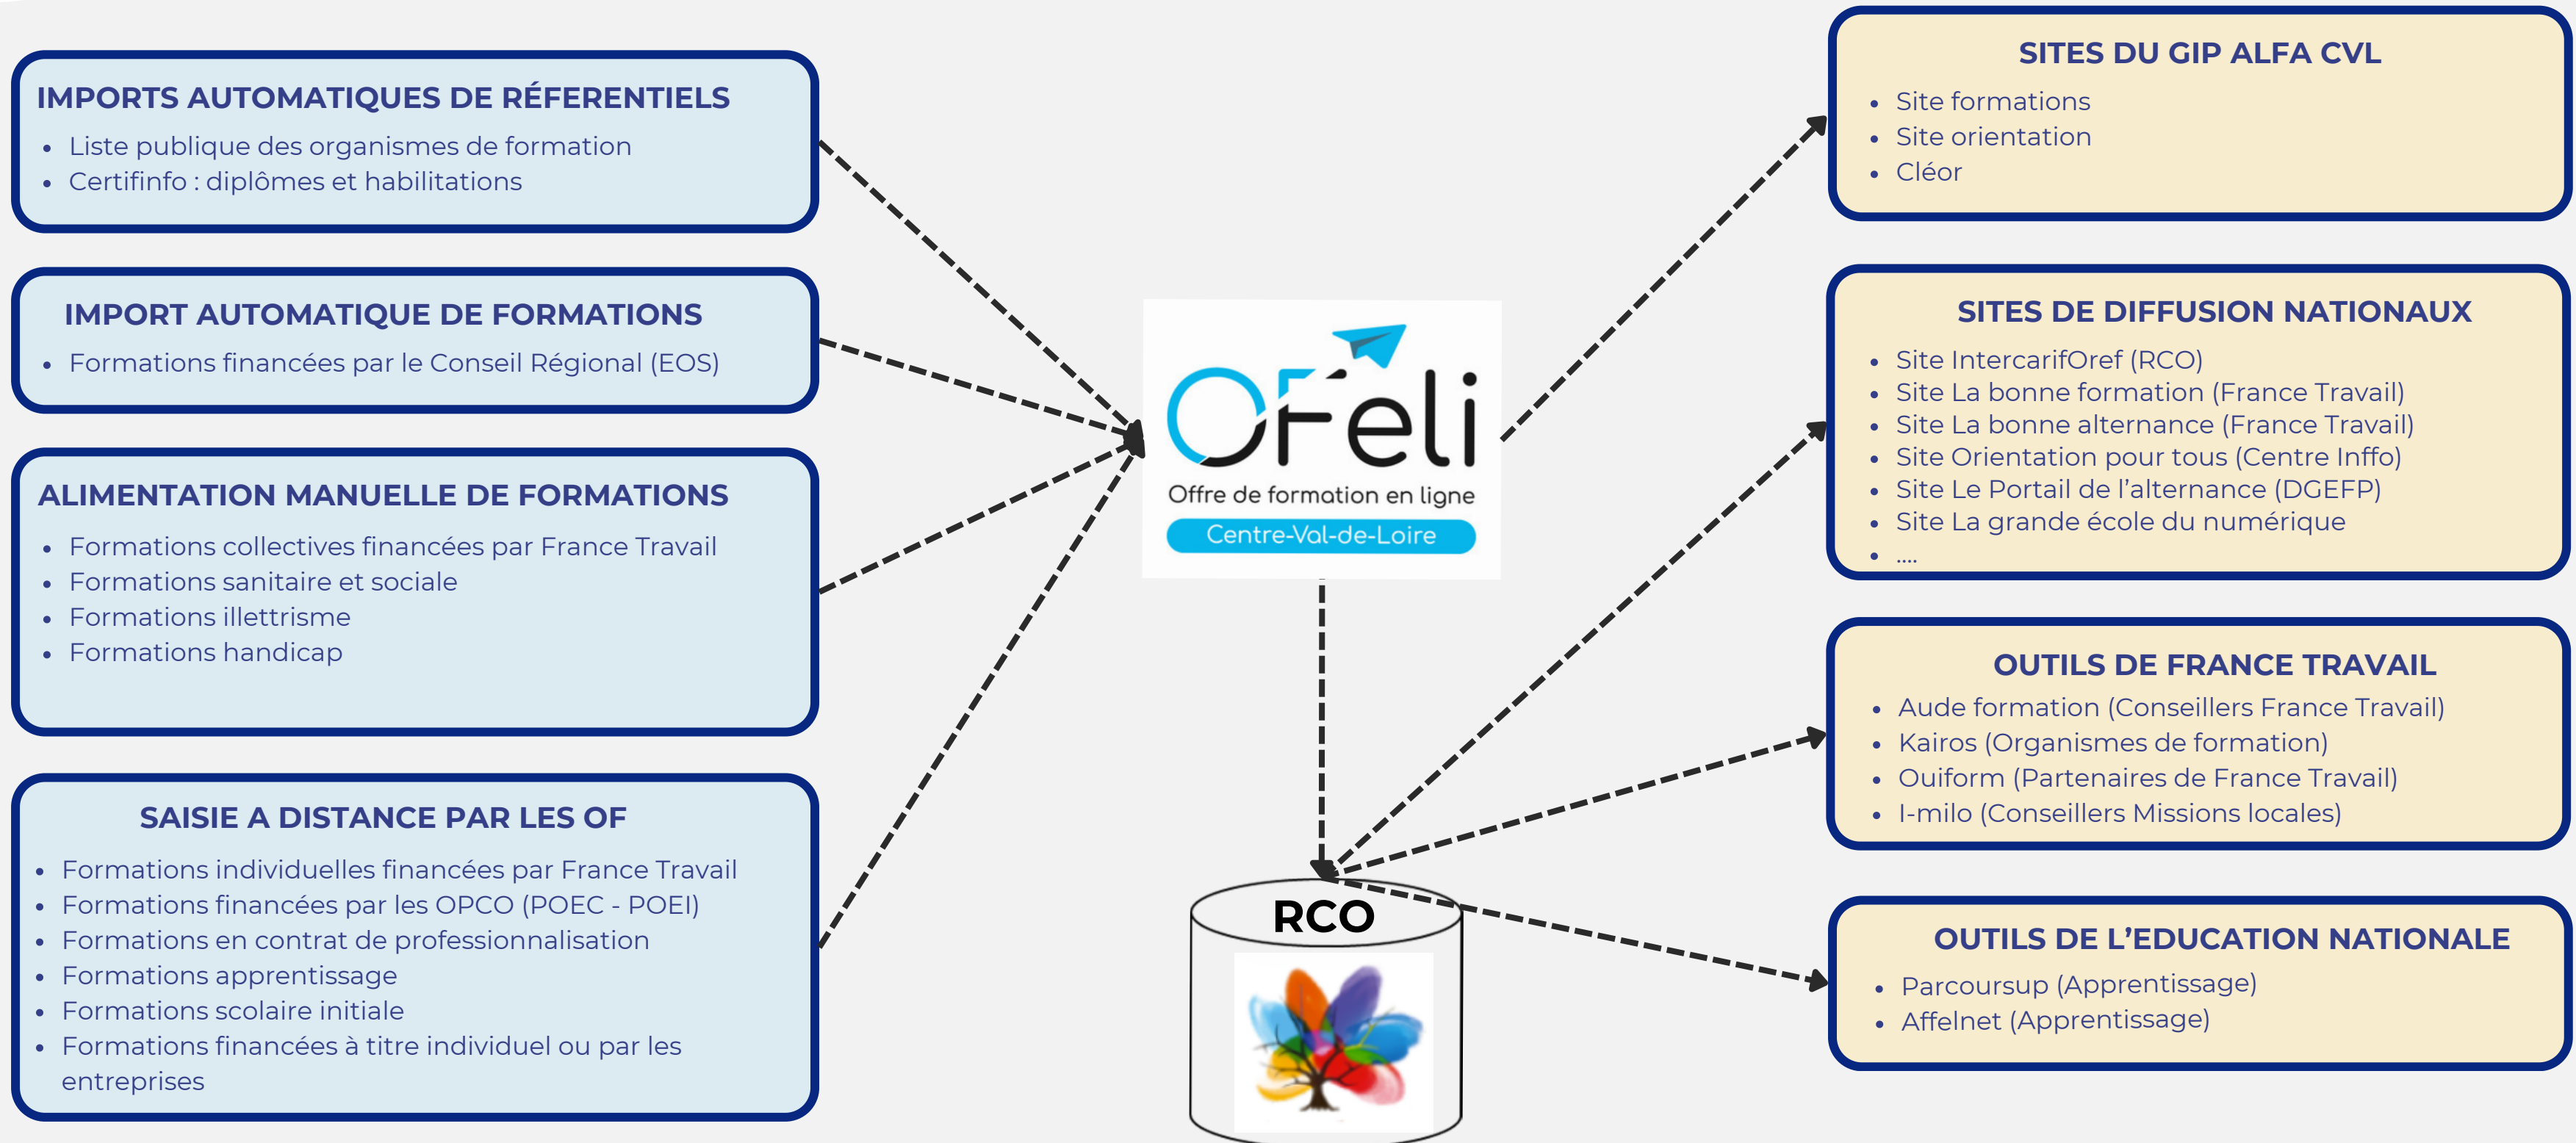 IMPORTS AUTOMATIQUES DE RÉFERENTIELS
• Liste publique des organismes de formation
• Certifinfo : diplômes et habilitations
IMPORT AUTOMATIQUE DE FORMATIONS
• Formations financées par le Conseil Régional (EOS)
ALIMENTATION MANUELLE DE FORMATIONS
• Formations collectives financées par France Travail
• Formations sanitaire et sociale
• Formations illettrisme
• Formations handicap
SAISIE A DISTANCE PAR LES OF
• Formations individuelles financées par France Travail
• Formations financées par les OPCO (POEC - POEI)
• Formations en contrat de professionnalisation
• Formations apprentissage
• Formations scolaire initiale
• Formations financées à titre individuel ou par les
entreprises
OFeli
Offre de formation en ligne
Centre-Val-de-Loire
RCO
SITES DU GIP ALFA CVL
• Site formations
• Site orientation
• Cléor
SITES DE DIFFUSION NATIONAUX
• Site IntercarifOref (RCO)
• Site La bonne formation (France Travail)
• Site La bonne alternance (France Travail)
• Site Orientation pour tous (Centre Inffo)
• Site Le Portail de l’alternance (DGEFP)
• Site La grande école du numérique
• ....
OUTILS DE FRANCE TRAVAIL
• Aude formation (Conseillers France Travail)
• Kairos (Organismes de formation)
• Ouiform (Partenaires de France Travail)
• I-milo (Conseillers Missions locales)
OUTILS DE L’EDUCATION NATIONALE
• Parcoursup (Apprentissage)
• Affelnet (Apprentissage)